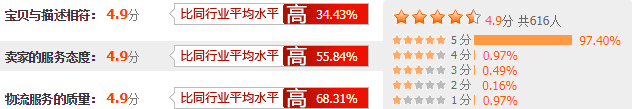 宝贝与描述相符：4.9分 比同行业平均水平 高 34.43%
卖家的服务态度：4.9分 比同行业平均水平 高 55.84%
物流服务的质量：4.9分 比同行业平均水平 高 68.31%
4.9分 共616人
5分 97.40%
4分 0.97%
3分 0.49%
2分 0.16%
1分 0.97%